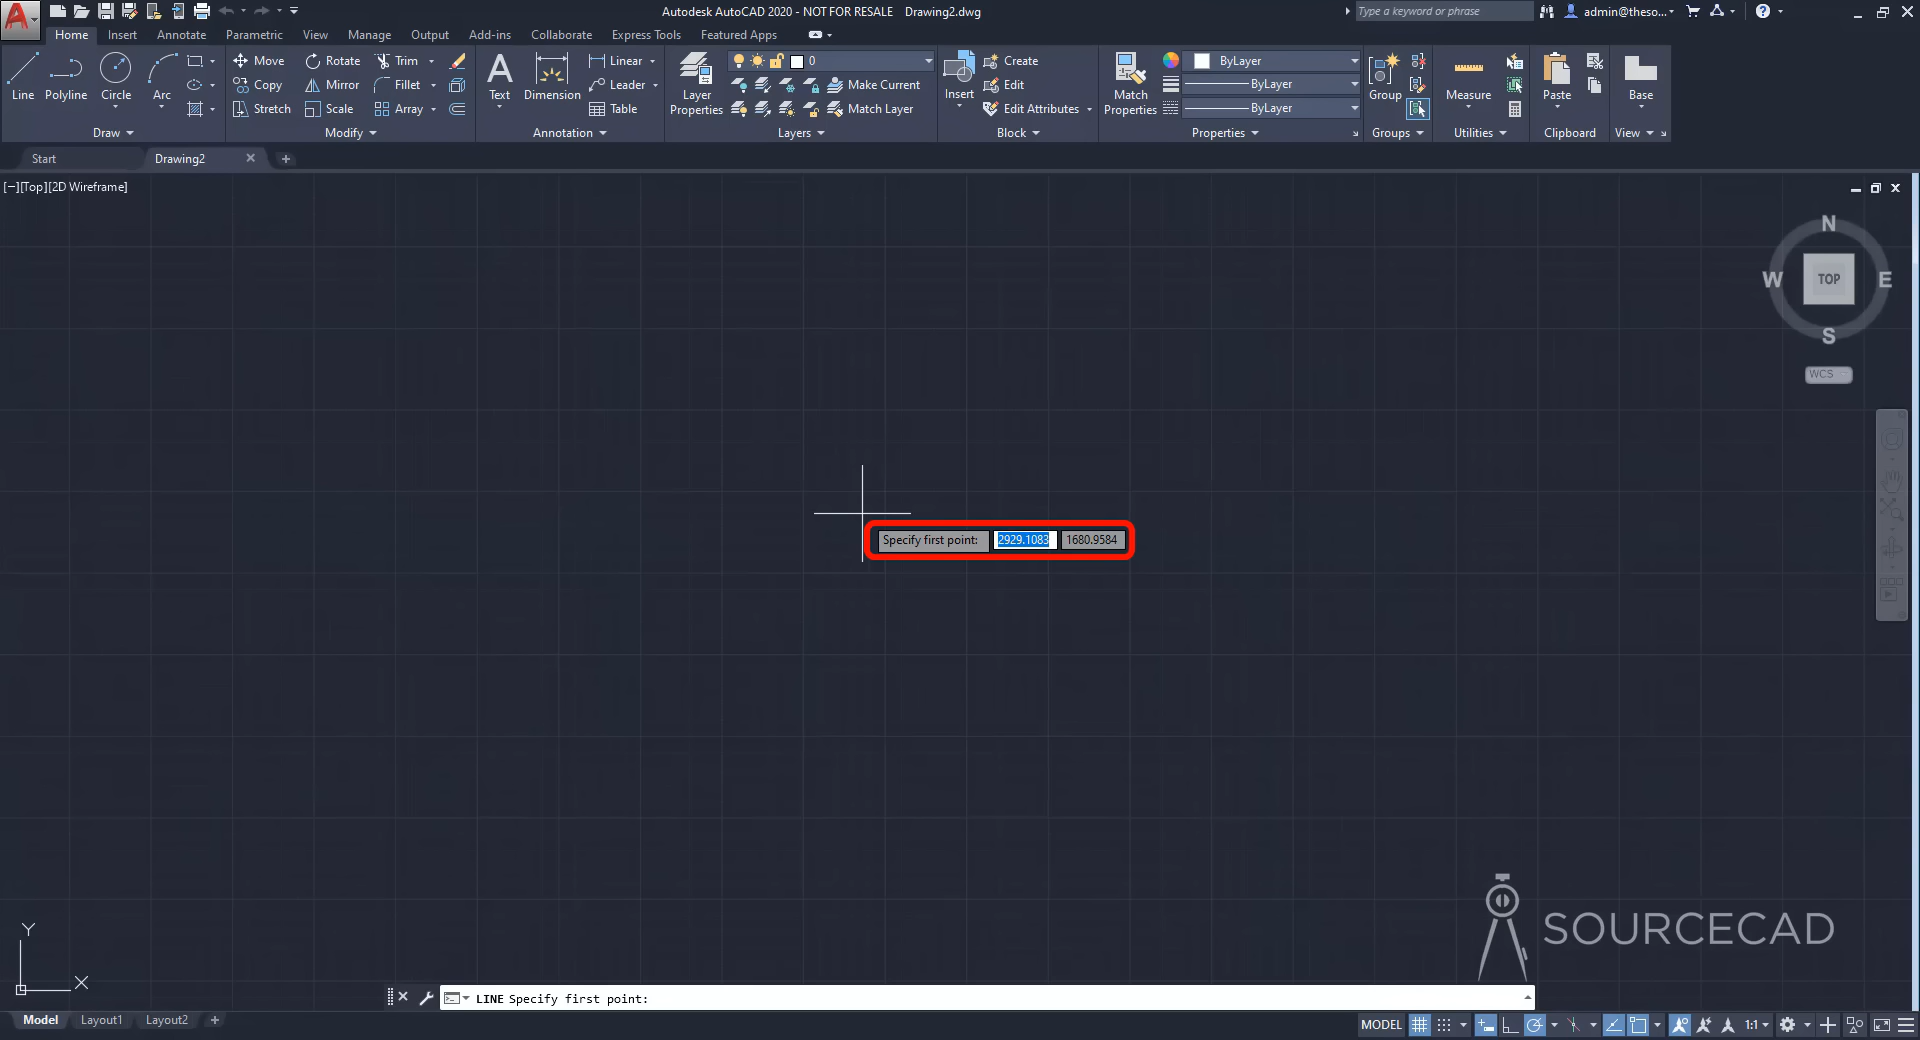 Autodesk AutoCAD 2020 - NOT FOR RESALE Drawing2.dwg
Type a keyword or phrase
admin@theso...
Home Insert Annotate Parametric View Manage Output Add-ins Collaborate Express Tools Featured Apps
Line Polyline Circle Arc
Draw
Move Rotate Trim
Copy Mirror Fillet
Stretch Scale Array
Modify
Text Dimension
Linear
Leader
Table
Annotation
Layer Properties
0
Make Current
Match Layer
Layers
Insert
Create
Edit
Edit Attributes
Block
Match Properties
ByLayer
ByLayer
ByLayer
Properties
Group
Groups
Measure
Utilities
Paste
Clipboard
Base
View
Start Drawing2
[−][Top][2D Wireframe]
N
W TOP E
S
WCS
Specify first point: 2929.1083 1680.9584
SOURCECAD
Y
X
LINE Specify first point:
Model Layout1 Layout2
MODEL 1:1